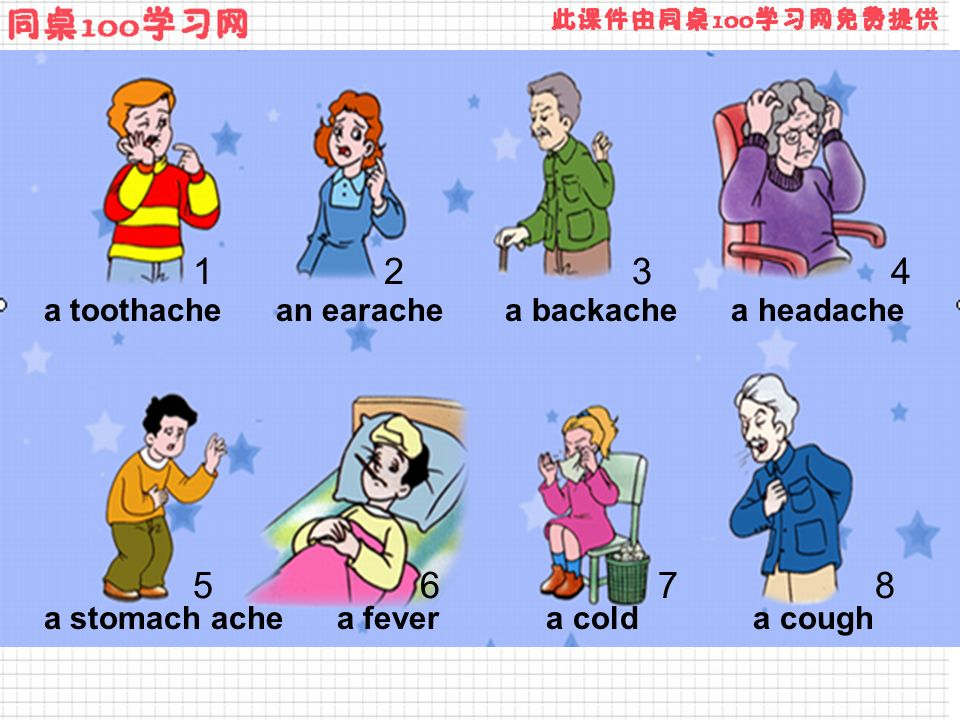 同桌100学习网
此课件由同桌100学习网免费提供
1 2 3 4
a toothache an earache a backache a headache
5 6 7 8
a stomach ache a fever a cold a cough